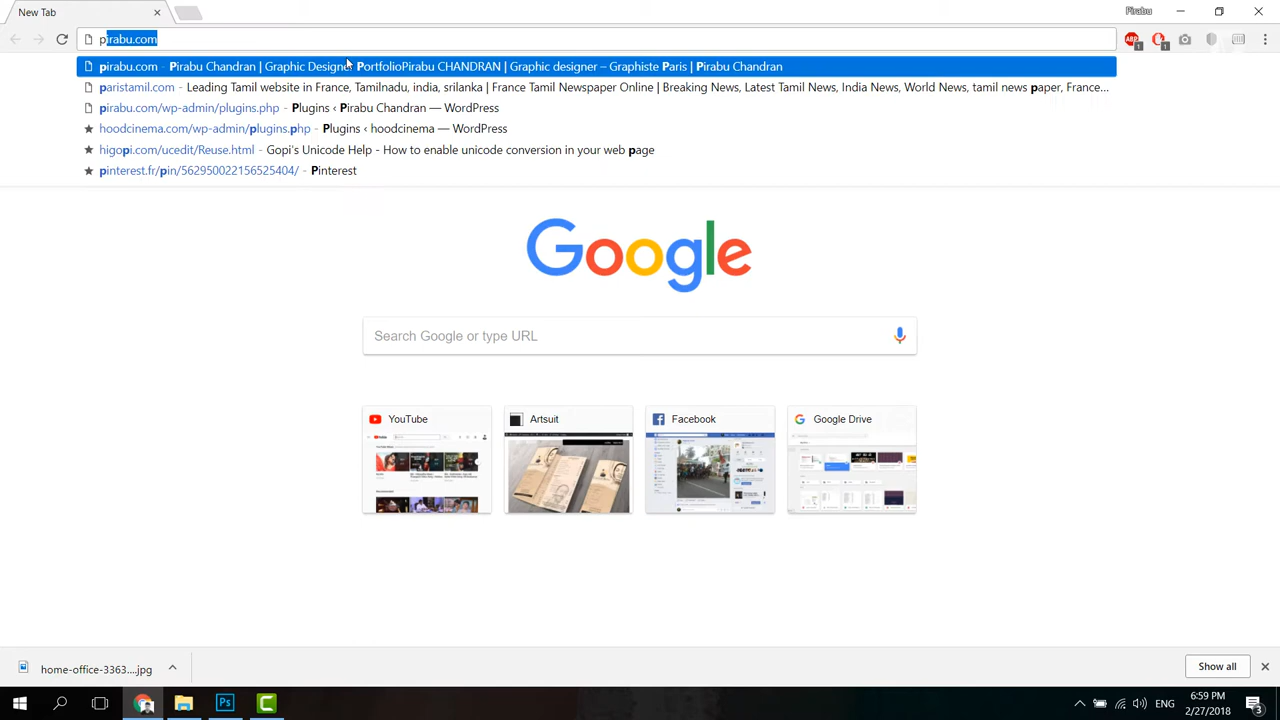 New Tab
Pirabu
pirabu.com
pirabu.com - Pirabu Chandran | Graphic Designer PortfolioPirabu CHANDRAN | Graphic designer – Graphiste Paris | Pirabu Chandran
paristamil.com - Leading Tamil website in France, Tamilnadu, india, srilanka | France Tamil Newspaper Online | Breaking News, Latest Tamil News, India News, World News, tamil news paper, France...
pirabu.com/wp-admin/plugins.php - Plugins ‹ Pirabu Chandran — WordPress
hoodcinema.com/wp-admin/plugins.php - Plugins ‹ hoodcinema — WordPress
higopi.com/ucedit/Reuse.html - Gopi's Unicode Help - How to enable unicode conversion in your web page
pinterest.fr/pin/562950022156525404/ - Pinterest
Google
Search Google or type URL
YouTube
Artsuit
Facebook
Google Drive
home-office-3363....jpg
Show all
Ps
C
ENG
6:59 PM
2/27/2018
3